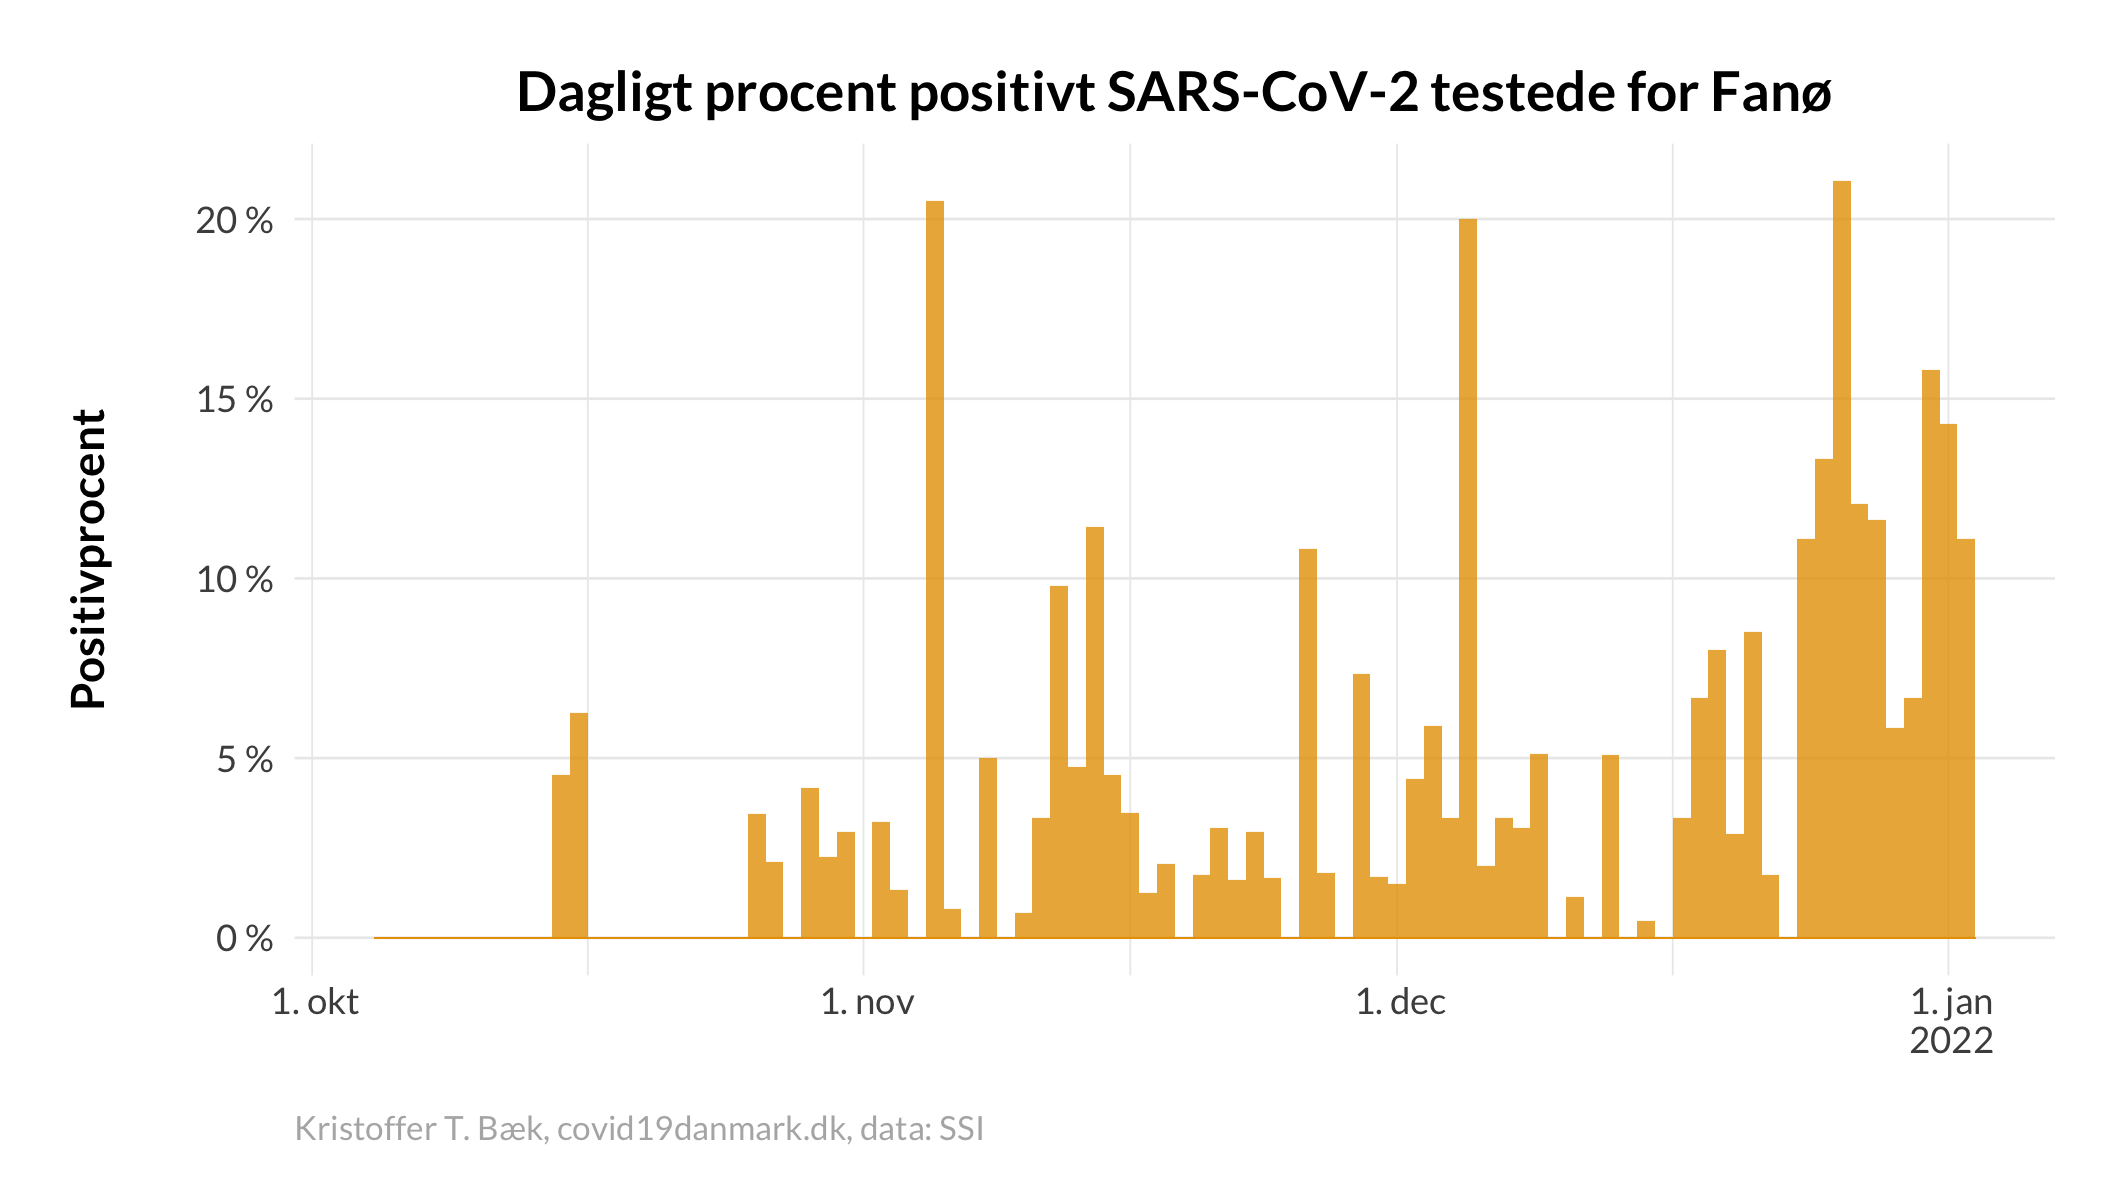 Dagligt procent positivt SARS-CoV-2 testede for Fanø
Positivprocent
20 %
15 %
10 %
5 %
0 %
1. okt
1. nov
1. dec
1. jan
2022
Kristoffer T. Bæk, covid19danmark.dk, data: SSI